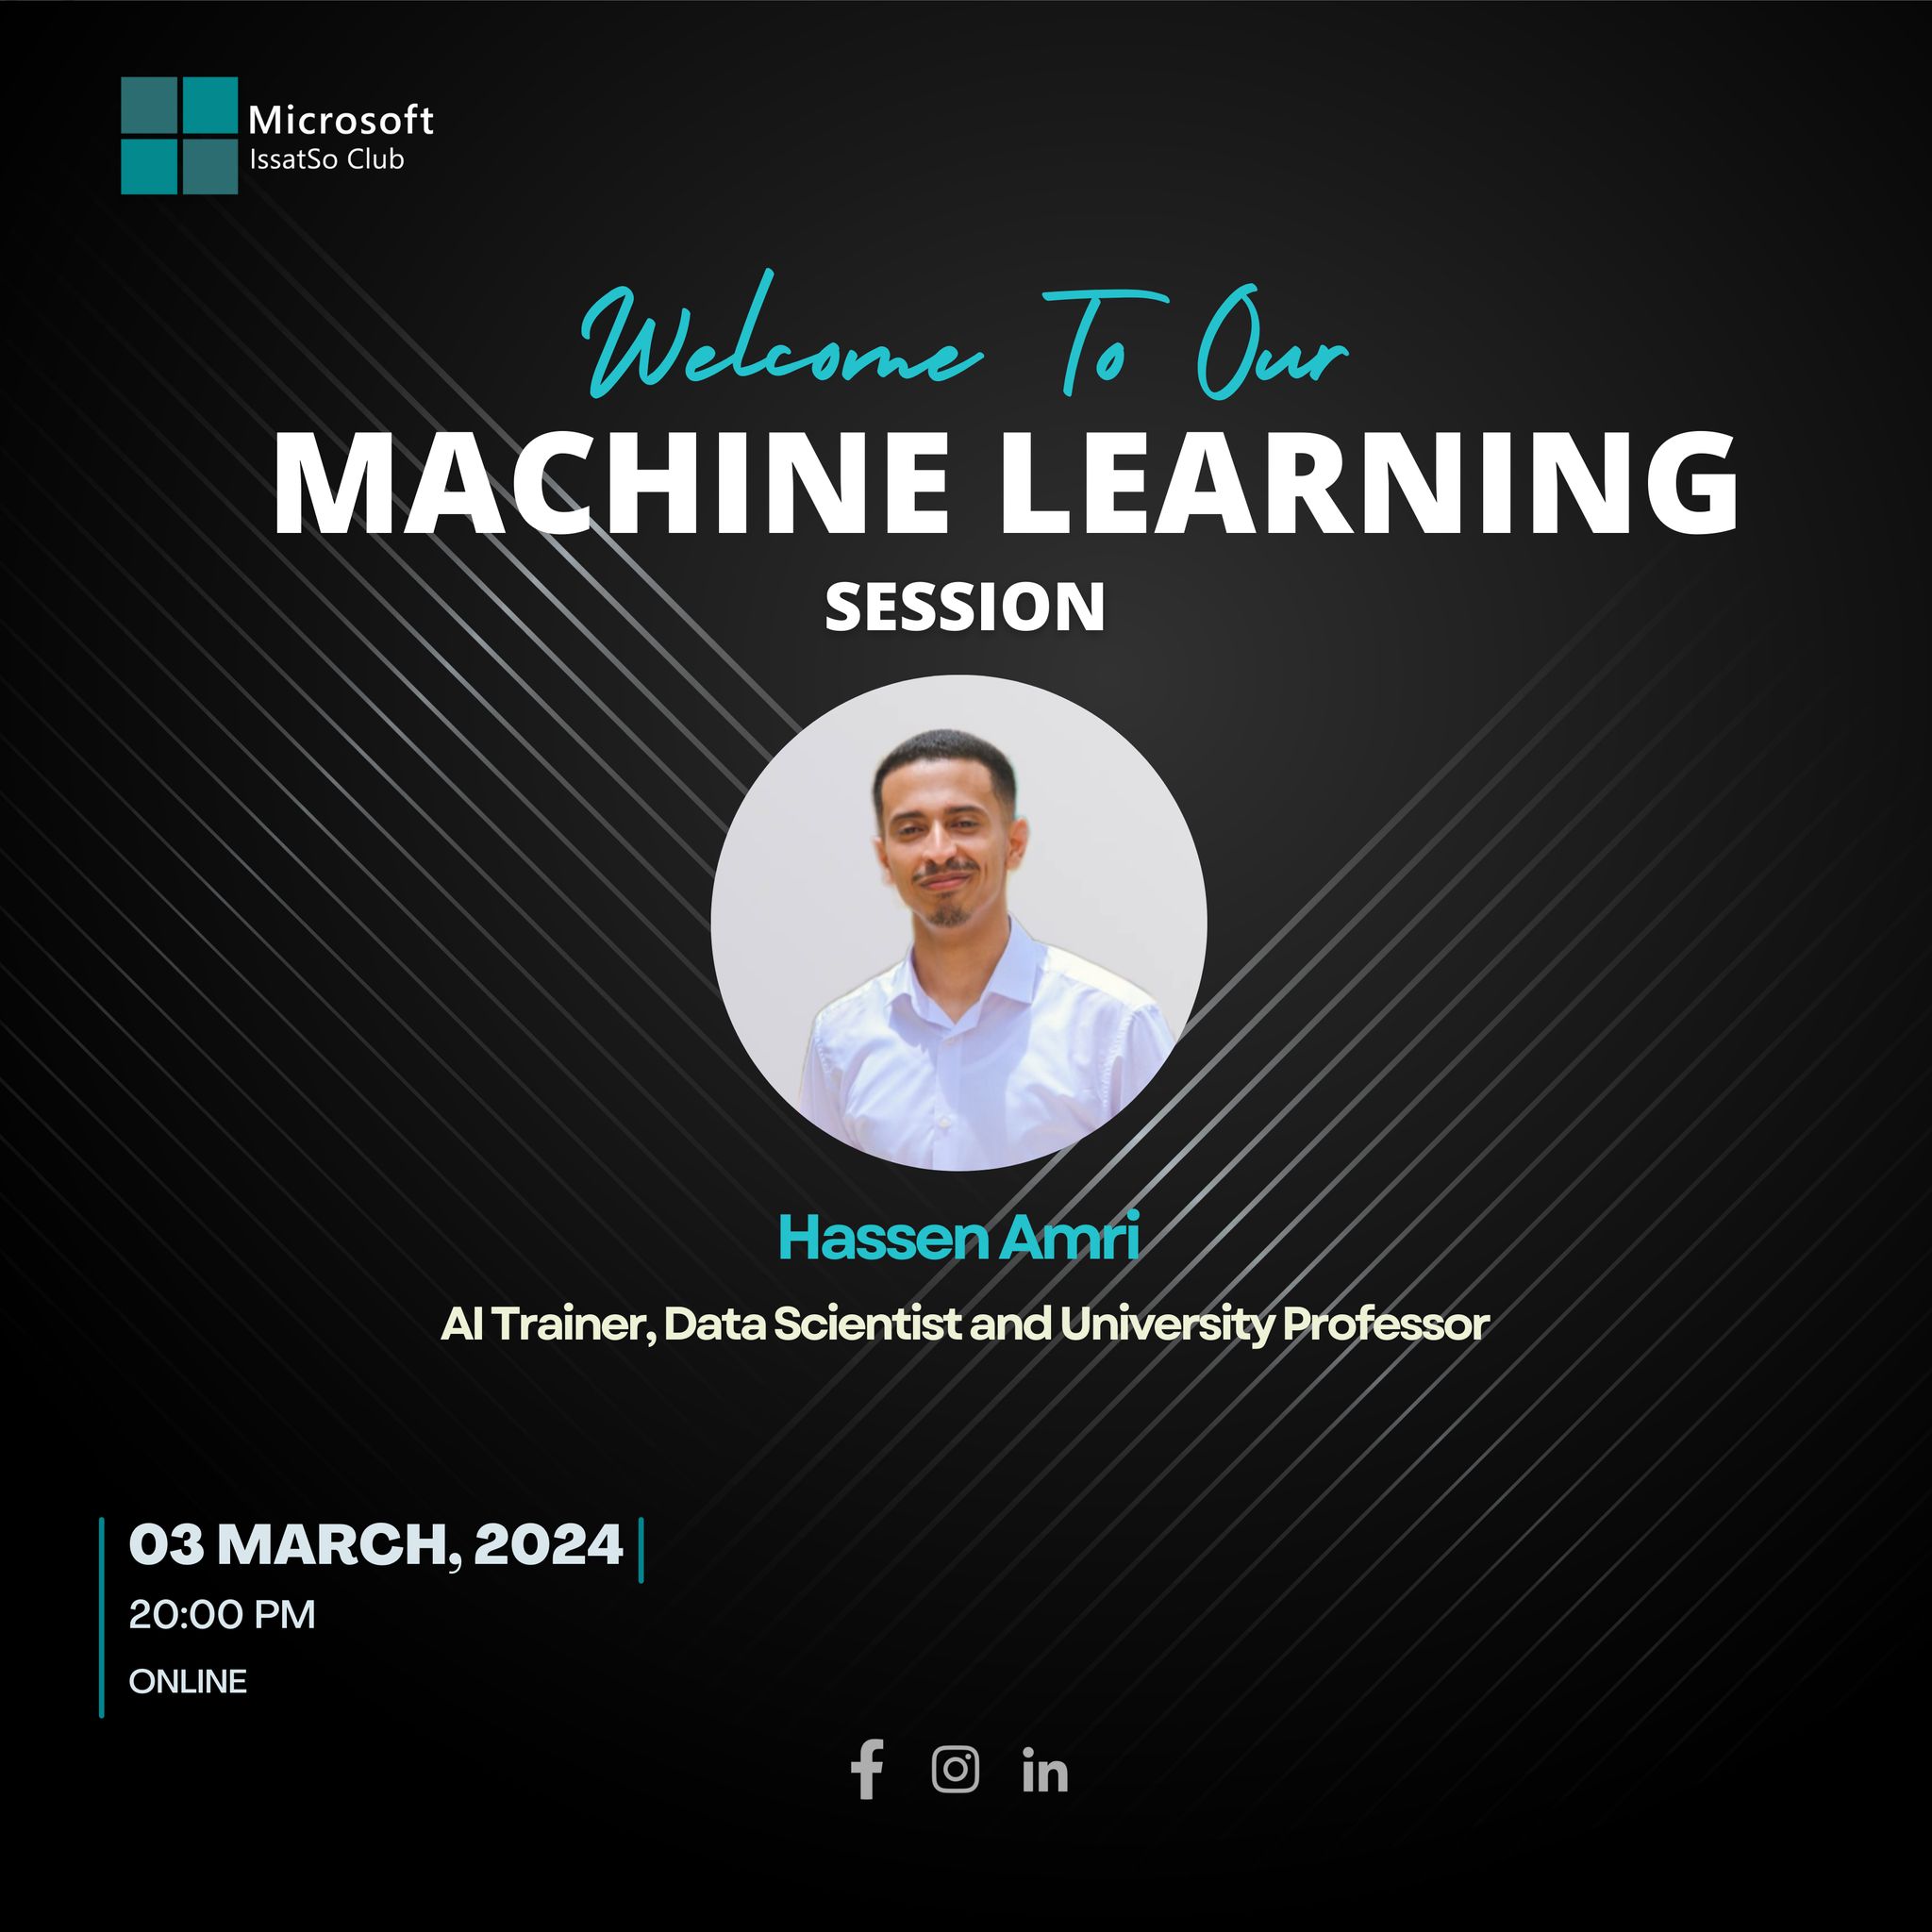 Microsoft
IssatSo Club
Welcome To Our
MACHINE LEARNING
SESSION
Hassen Amri
AI Trainer, Data Scientist and University Professor
03 MARCH, 2024
20:00 PM
ONLINE